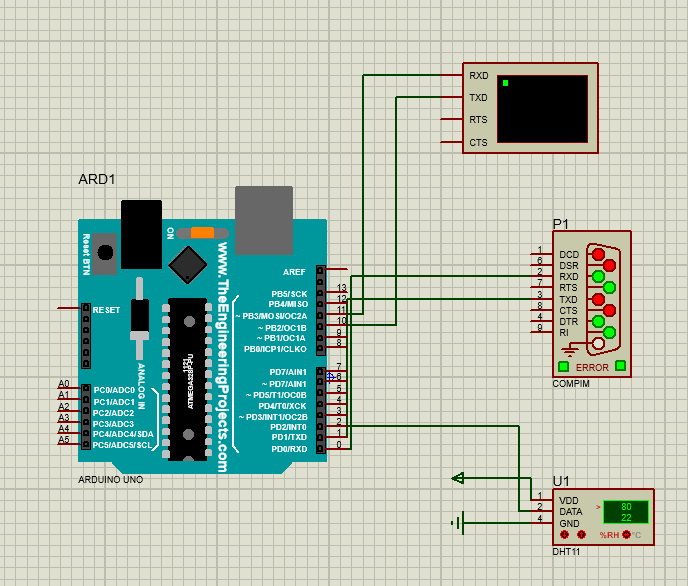 RXD
TXD
RTS
CTS
ARD1
Reset BTN
ON
www.TheEngineeringProjects.com
AREF
PB5/SCK 13
PB4/MISO 12
~ PB3/MOSI/OC2A 11
~ PB2/OC1B 10
~ PB1/OC1A 9
PB0/ICP1/CLKO 8
PD7/AIN1 7
~ PD7/AIN1 6
~ PD5/T1/OC0B 5
PD4/T0/XCK 4
~ PD3/INT1/OC2B 3
PD2/INT0 2
PD1/TXD 1
PD0/RXD 0
RESET
ANALOG IN
A0 PC0/ADC0
A1 PC1/ADC1
A2 PC2/ADC2
A3 PC3/ADC3
A4 PC4/ADC4/SDA
A5 PC5/ADC5/SCL
ARDUINO UNO
P1
1 DCD
6 DSR
2 RXD
7 RTS
3 TXD
8 CTS
4 DTR
9 RI
ERROR
COMPIM
U1
1 VDD
2 DATA
4 GND
> 80
22
%RH °C
DHT11